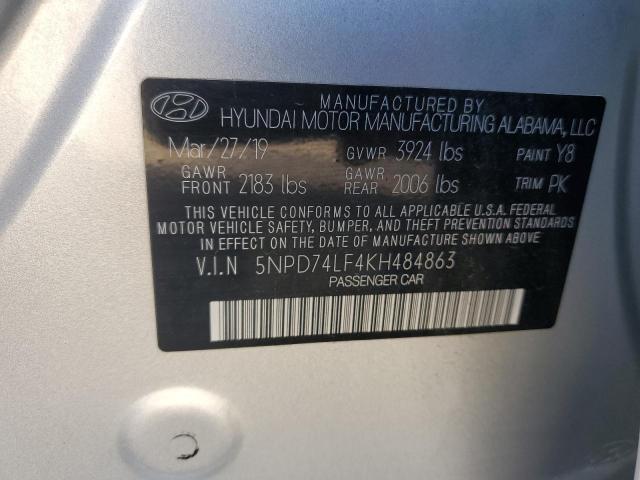 MANUFACTURED BY
HYUNDAI MOTOR MANUFACTURING ALABAMA, LLC
Mar/27/19 GVWR 3924 lbs PAINT Y8
GAWR FRONT 2183 lbs GAWR REAR 2006 lbs TRIM PK
THIS VEHICLE CONFORMS TO ALL APPLICABLE U.S.A. FEDERAL
MOTOR VEHICLE SAFETY, BUMPER, AND THEFT PREVENTION STANDARDS
IN EFFECT ON THE DATE OF MANUFACTURE SHOWN ABOVE.
V.I.N 5NPD74LF4KH484863
PASSENGER CAR